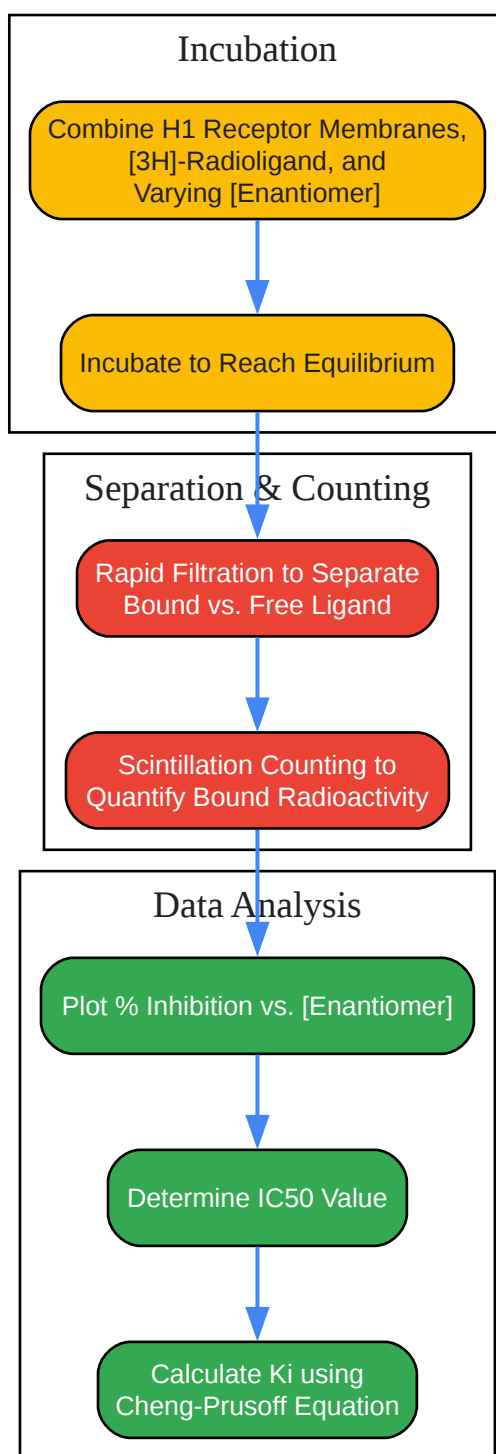 Incubation
Combine H1 Receptor Membranes,
[3H]-Radioligand, and
Varying [Enantiomer]
Incubate to Reach Equilibrium
Separation & Counting
Rapid Filtration to Separate
Bound vs. Free Ligand
Scintillation Counting to
Quantify Bound Radioactivity
Data Analysis
Plot % Inhibition vs. [Enantiomer]
Determine IC50 Value
Calculate Ki using
Cheng-Prusoff Equation